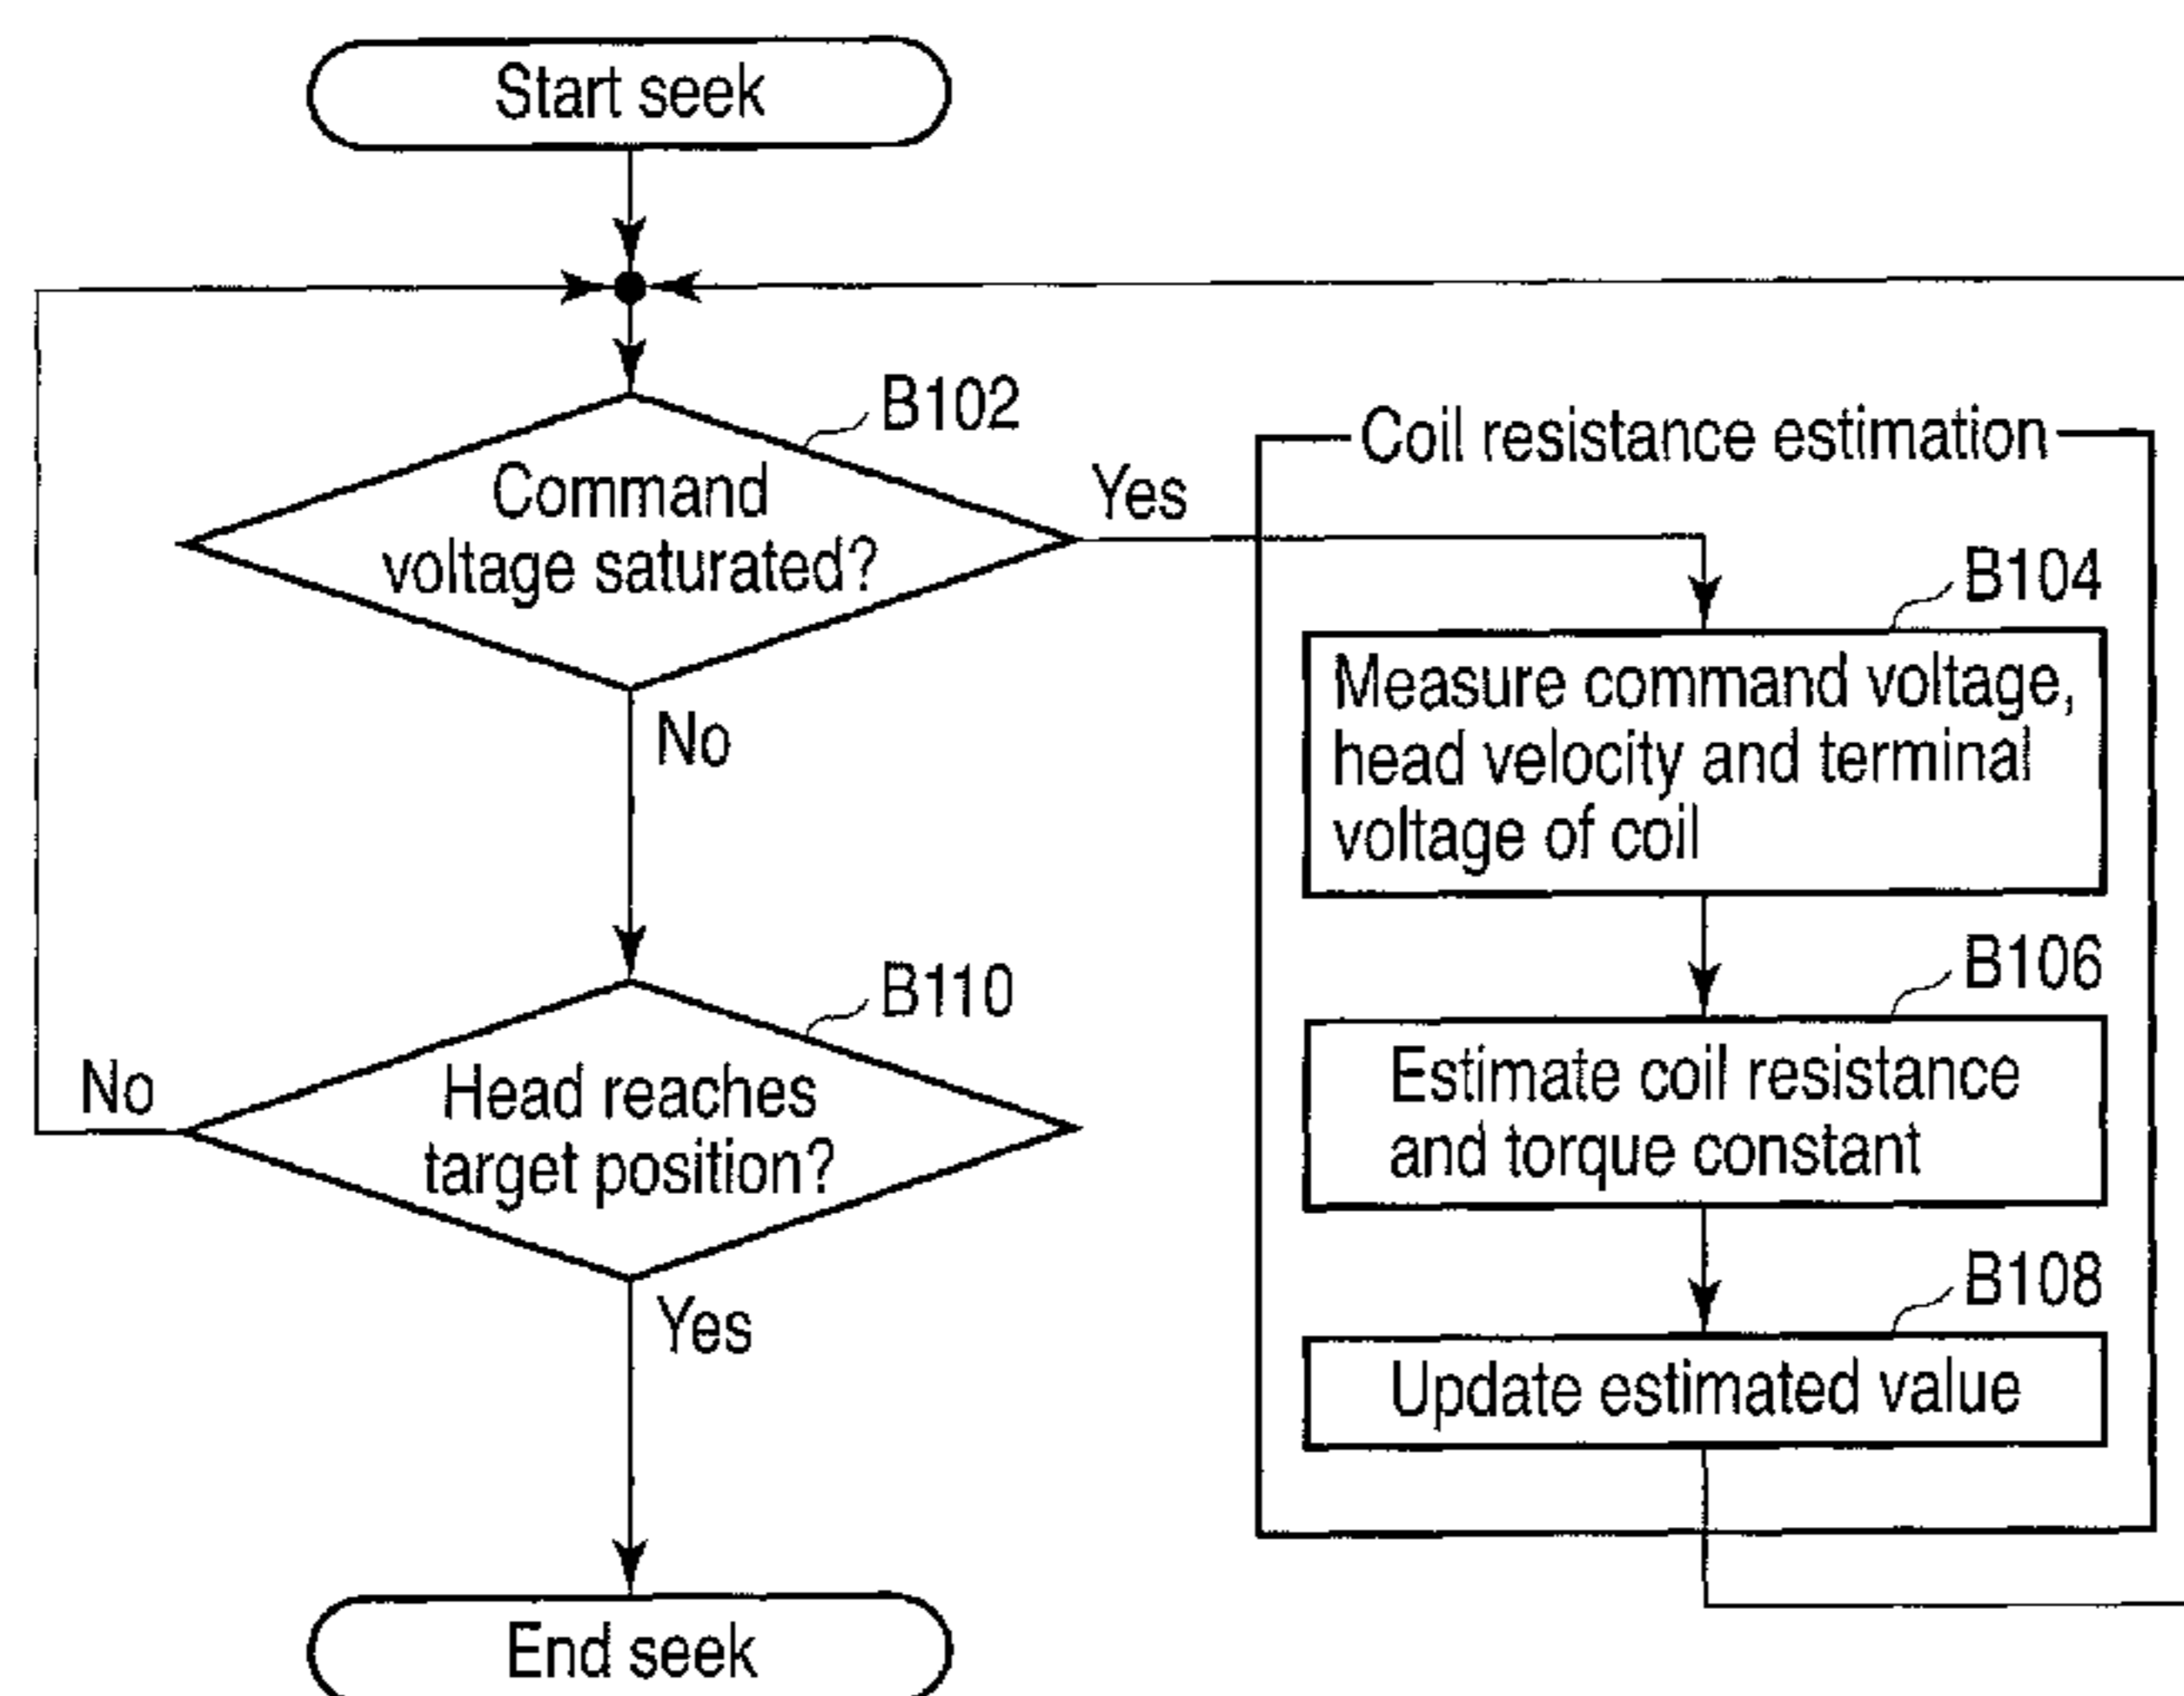 Start seek
B102
Command
voltage saturated?
Yes
No
Coil resistance estimation
B104
Measure command voltage,
head velocity and terminal
voltage of coil
B106
Estimate coil resistance
and torque constant
B108
Update estimated value
B110
Head reaches
target position?
No
Yes
End seek